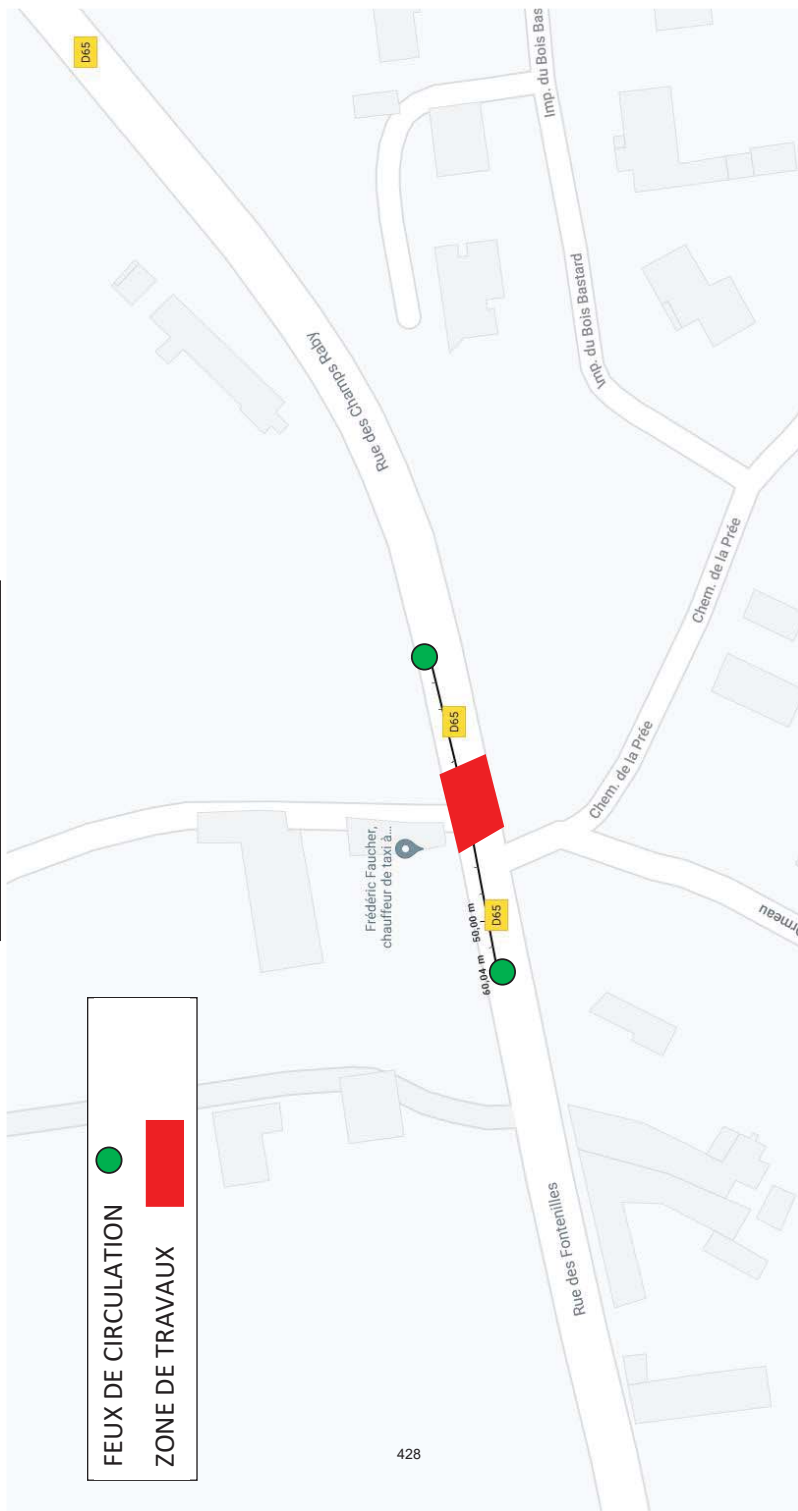 FEUX DE CIRCULATION
ZONE DE TRAVAUX
D65
Rue des Champs Raby
Imp. du Bois Bas
Imp. du Bois Bastard
Chem. de la Prée
Chem. de la Prée
D65
Frédéric Faucher,
chauffeur de taxi à...
50,00 m
60,04 m
D65
Rue des Fontenilles
ormeau
428